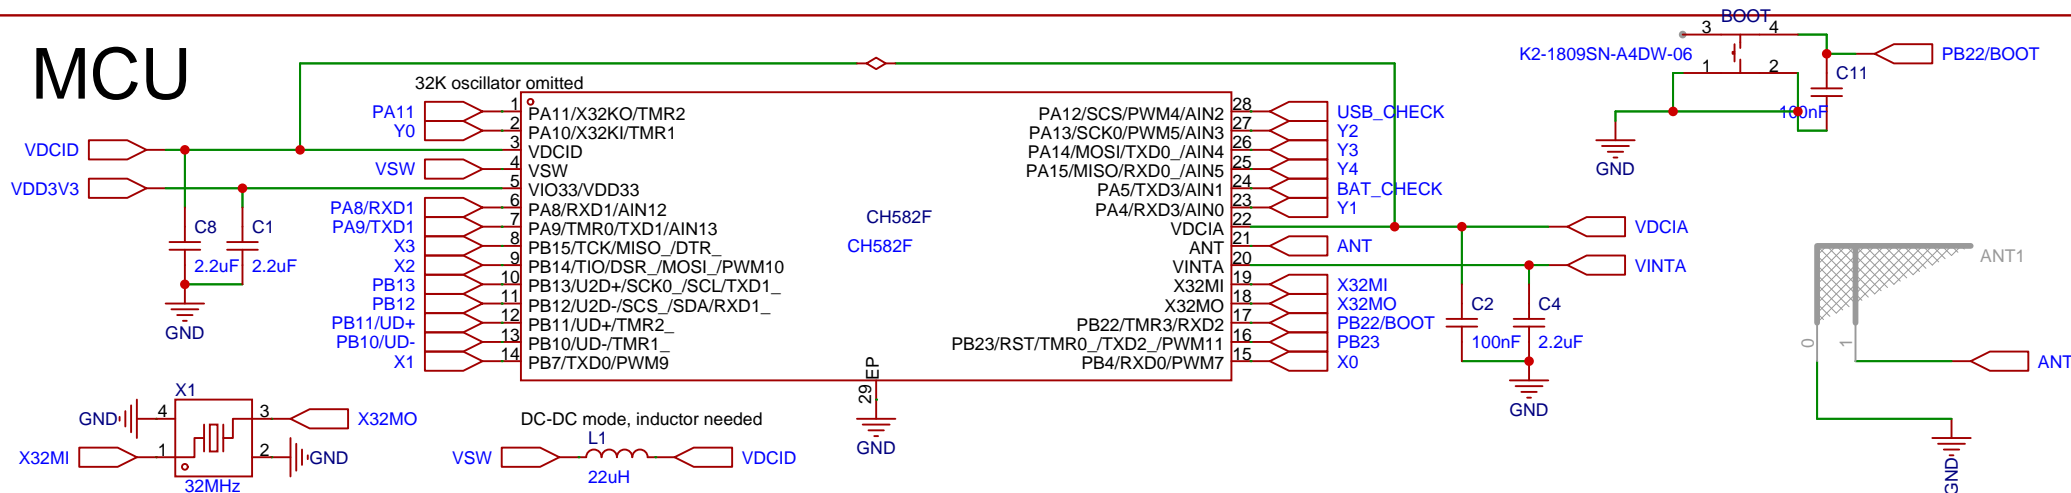 MCU
32K oscillator omitted
PA11
Y0
VDCID
VSW
VDD3V3
PA8/RXD1
PA9/TXD1
X3
X2
PB13
PB12
PB11/UD+
PB10/UD-
X1
1
2
3
4
5
6
7
8
9
10
11
12
13
14
PA11/X32KO/TMR2
PA10/X32KI/TMR1
VDCID
VSW
VIO33/VDD33
PA8/RXD1/AIN12
PA9/TMR0/TXD1/AIN13
PB15/TCK/MISO_/DTR_
PB14/TIO/DSR_/MOSI_/PWM10
PB13/U2D+/SCK0_/SCL/TXD1_
PB12/U2D-/SCS_/SDA/RXD1_
PB11/UD+/TMR2_
PB10/UD-/TMR1_
PB7/TXD0/PWM9
CH582F
CH582F
PA12/SCS/PWM4/AIN2
PA13/SCK0/PWM5/AIN3
PA14/MOSI/TXD0_/AIN4
PA15/MISO/RXD0_/AIN5
PA5/TXD3/AIN1
PA4/RXD3/AIN0
VDCIA
ANT
VINTA
X32MI
X32MO
PB22/TMR3/RXD2
PB23/RST/TMR0_/TXD2_/PWM11
PB4/RXD0/PWM7
28
27
26
25
24
23
22
21
20
19
18
17
16
15
USB_CHECK
Y2
Y3
Y4
BAT_CHECK
Y1
VDCIA
ANT
VINTA
X32MI
X32MO
PB22/BOOT
PB23
X0
29
EP
GND
C8
2.2uF
C1
2.2uF
GND
C2
100nF
C4
2.2uF
GND
BOOT
K2-1809SN-A4DW-06
3
4
1
2
PB22/BOOT
C11
100nF
GND
ANT1
0
1
ANT
GND
X1
GND
4
3
X32MO
X32MI
1
2
GND
32MHz
DC-DC mode, inductor needed
L1
VSW
VDCID
22uH